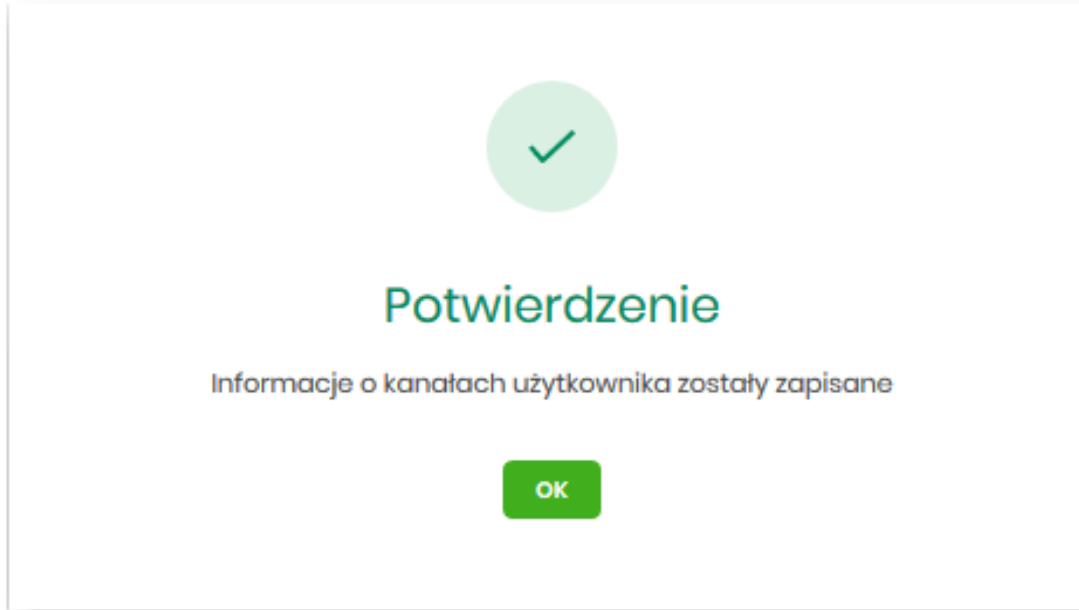 Potwierdzenie
Informacje o kanałach użytkownika zostały zapisane
OK